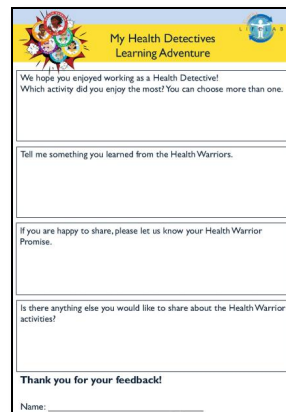 My Health Detectives
Learning Adventure
LIFELAB
We hope you enjoyed working as a Health Detective!
Which activity did you enjoy the most? You can choose more than one.
Tell me something you learned from the Health Warriors.
If you are happy to share, please let us know your Health Warrior
Promise.
Is there anything else you would like to share about the Health Warrior
activities?
Thank you for your feedback!
Name: